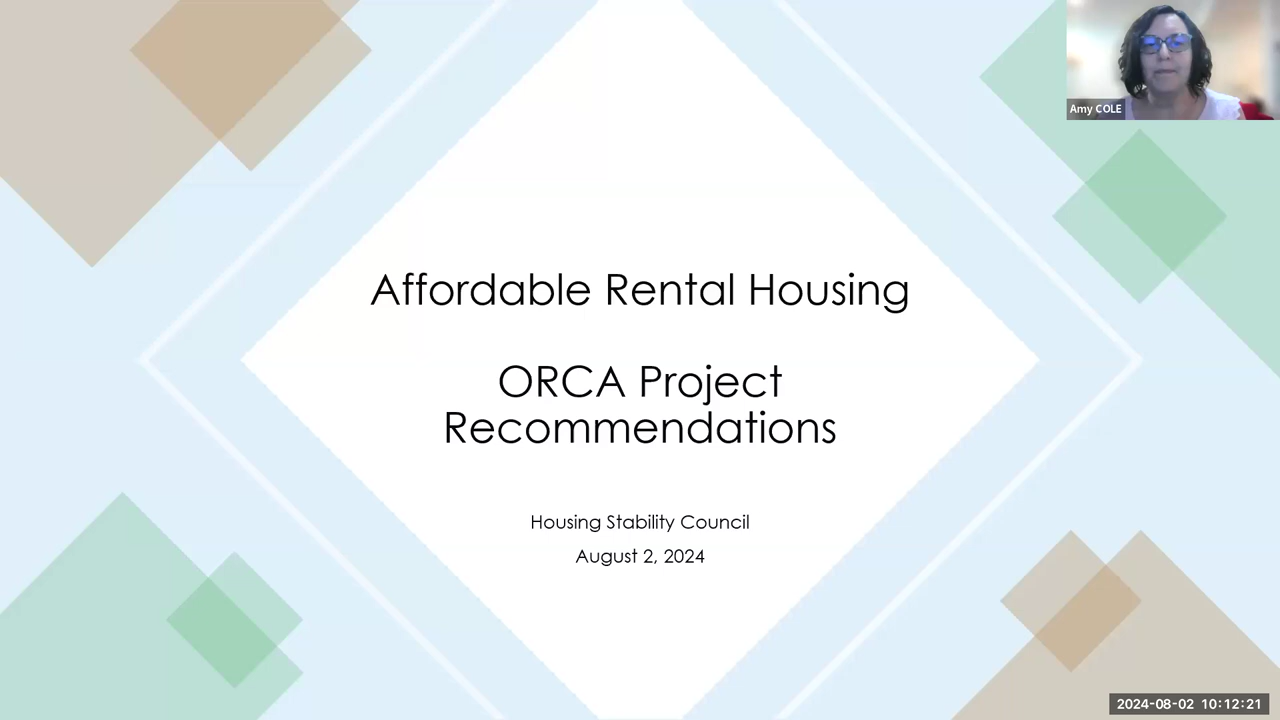 Amy COLE
Affordable Rental Housing
ORCA Project
Recommendations
Housing Stability Council
August 2, 2024
2024-08-02 10:12:21